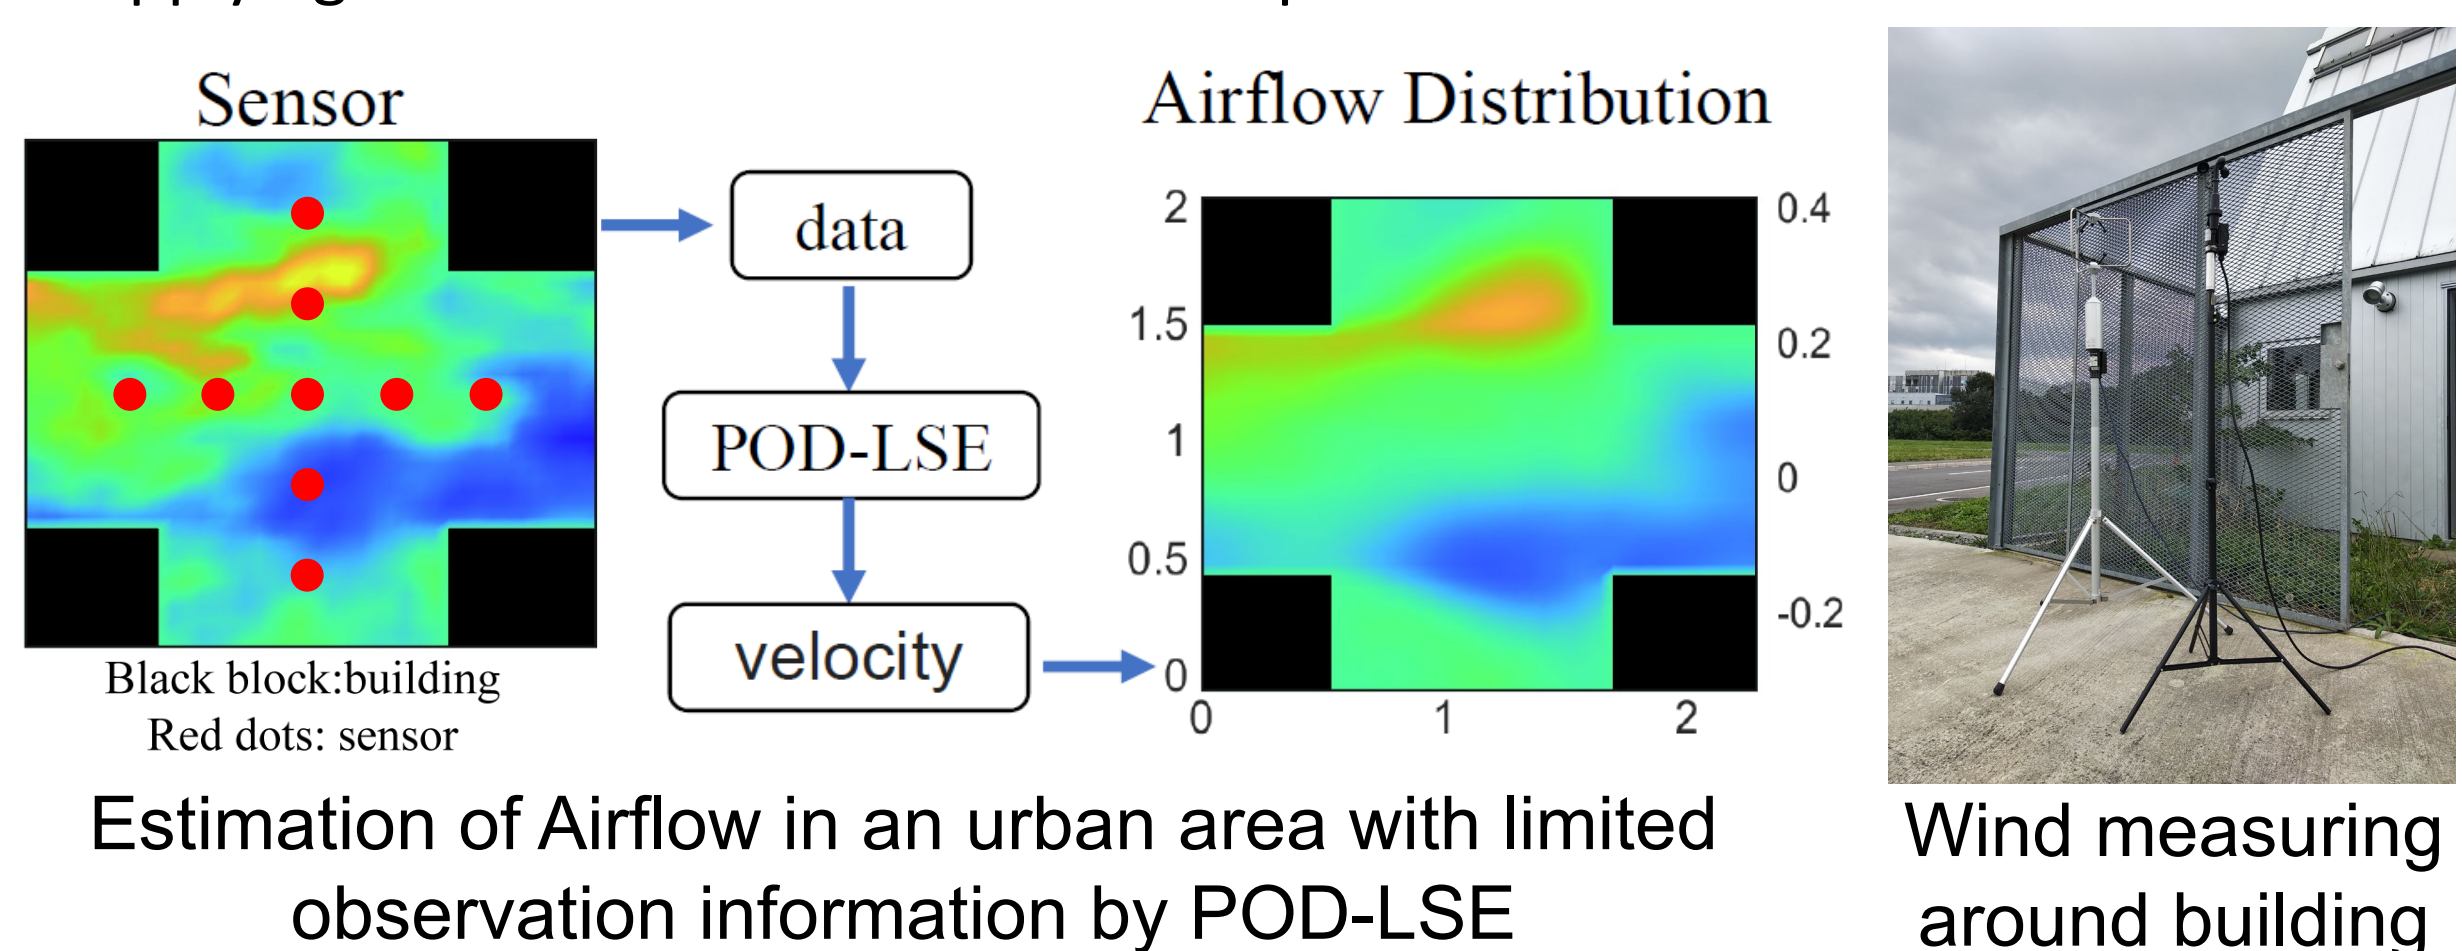 Sensor
Black block:building
Red dots: sensor
data
POD-LSE
velocity
Airflow Distribution
2
1.5
1
0.5
0
0
1
2
0.4
0.2
0
-0.2
Estimation of Airflow in an urban area with limited
observation information by POD-LSE
Wind measuring
around building